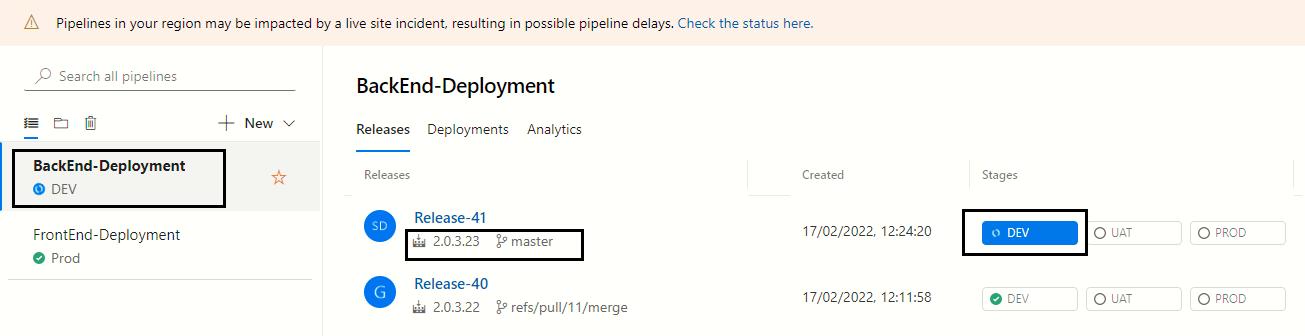 Pipelines in your region may be impacted by a live site incident, resulting in possible pipeline delays. Check the status here.
Search all pipelines
New
BackEnd-Deployment
DEV
FrontEnd-Deployment
Prod
BackEnd-Deployment
Releases Deployments Analytics
Releases Created Stages
SD Release-41
2.0.3.23 master 17/02/2022, 12:24:20 DEV UAT PROD
G Release-40
2.0.3.22 refs/pull/11/merge 17/02/2022, 12:11:58 DEV UAT PROD